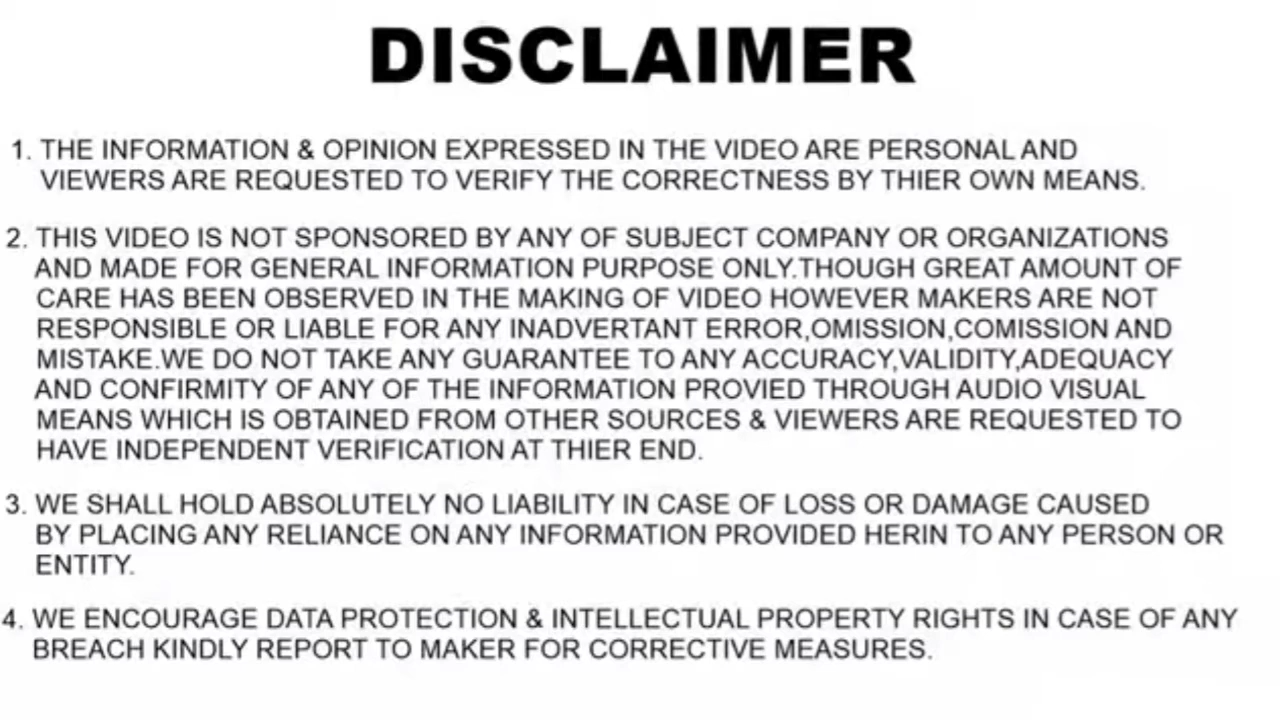 DISCLAIMER
1. THE INFORMATION & OPINION EXPRESSED IN THE VIDEO ARE PERSONAL AND
VIEWERS ARE REQUESTED TO VERIFY THE CORRECTNESS BY THIER OWN MEANS.
2. THIS VIDEO IS NOT SPONSORED BY ANY OF SUBJECT COMPANY OR ORGANIZATIONS
AND MADE FOR GENERAL INFORMATION PURPOSE ONLY.THOUGH GREAT AMOUNT OF
CARE HAS BEEN OBSERVED IN THE MAKING OF VIDEO HOWEVER MAKERS ARE NOT
RESPONSIBLE OR LIABLE FOR ANY INADVERTANT ERROR,OMISSION,COMISSION AND
MISTAKE.WE DO NOT TAKE ANY GUARANTEE TO ANY ACCURACY,VALIDITY,ADEQUACY
AND CONFIRMITY OF ANY OF THE INFORMATION PROVIED THROUGH AUDIO VISUAL
MEANS WHICH IS OBTAINED FROM OTHER SOURCES & VIEWERS ARE REQUESTED TO
HAVE INDEPENDENT VERIFICATION AT THIER END.
3. WE SHALL HOLD ABSOLUTELY NO LIABILITY IN CASE OF LOSS OR DAMAGE CAUSED
BY PLACING ANY RELIANCE ON ANY INFORMATION PROVIDED HERIN TO ANY PERSON OR
ENTITY.
4. WE ENCOURAGE DATA PROTECTION & INTELLECTUAL PROPERTY RIGHTS IN CASE OF ANY
BREACH KINDLY REPORT TO MAKER FOR CORRECTIVE MEASURES.